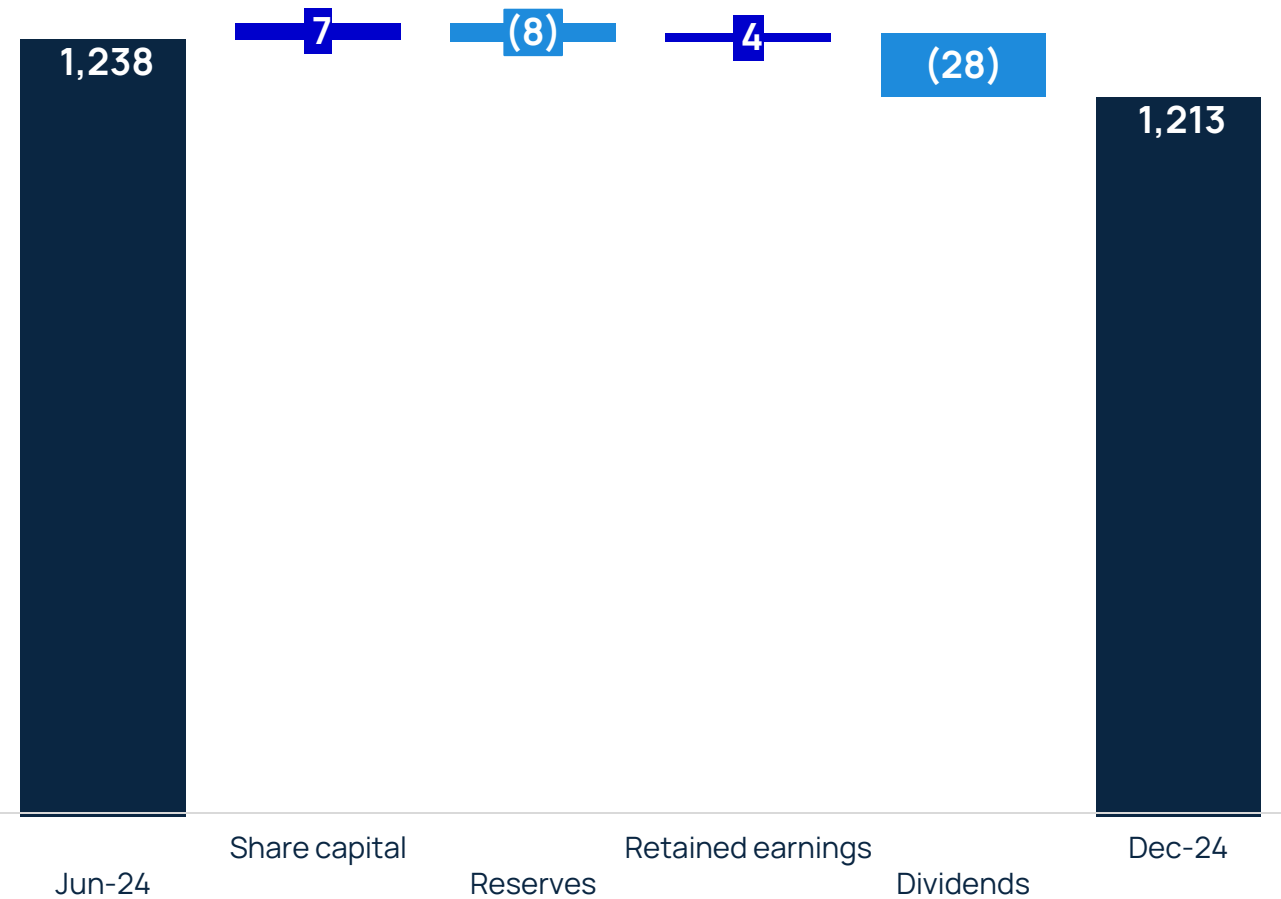 1,238
7
(8)
4
(28)
1,213
Jun-24
Share capital
Reserves
Retained earnings
Dividends
Dec-24